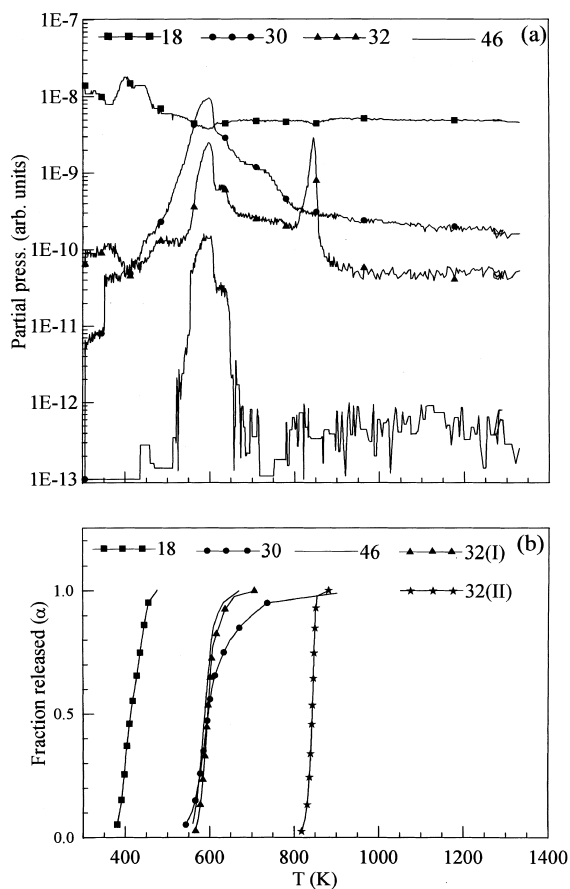 1E-7
18 30 32 46 (a)
1E-8
1E-9
1E-10
1E-11
1E-12
1E-13
Partial press. (arb. units)
18 30 46 32(I) (b)
32(II)
1.0
0.5
0.0
Fraction released (α)
400 600 800 1000 1200 1400
T (K)